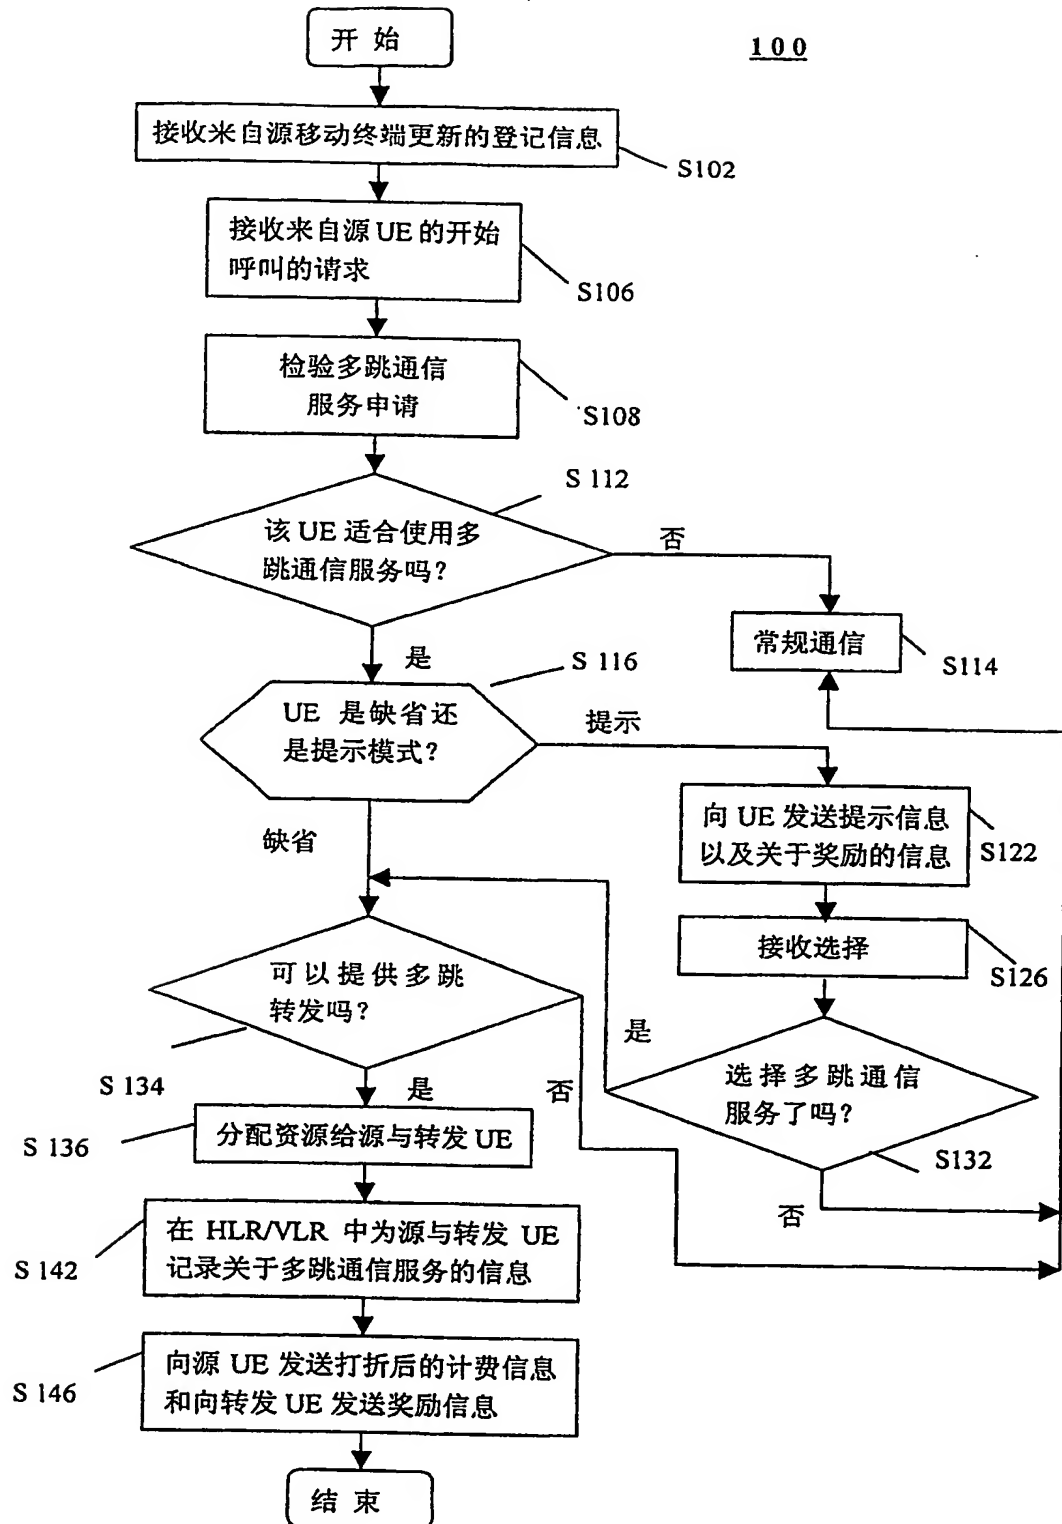 开 始
100
接收来自源移动终端更新的登记信息
S102
接收来自源 UE 的开始
呼叫的请求
S106
检验多跳通信
服务申请
S108
S 112
该 UE 适合使用多
跳通信服务吗?
否
常规通信
S114
是
S 116
UE 是缺省还
是提示模式?
提示
缺省
向 UE 发送提示信息
以及关于奖励的信息
S122
接收选择
S126
可以提供多跳
转发吗?
S 134
是
否
是
选择多跳通信
服务了吗?
S132
否
分配资源给源与转发 UE
S 136
在 HLR/VLR 中为源与转发 UE
记录关于多跳通信服务的信息
S 142
向源 UE 发送打折后的计费信息
和向转发 UE 发送奖励信息
S 146
结 束